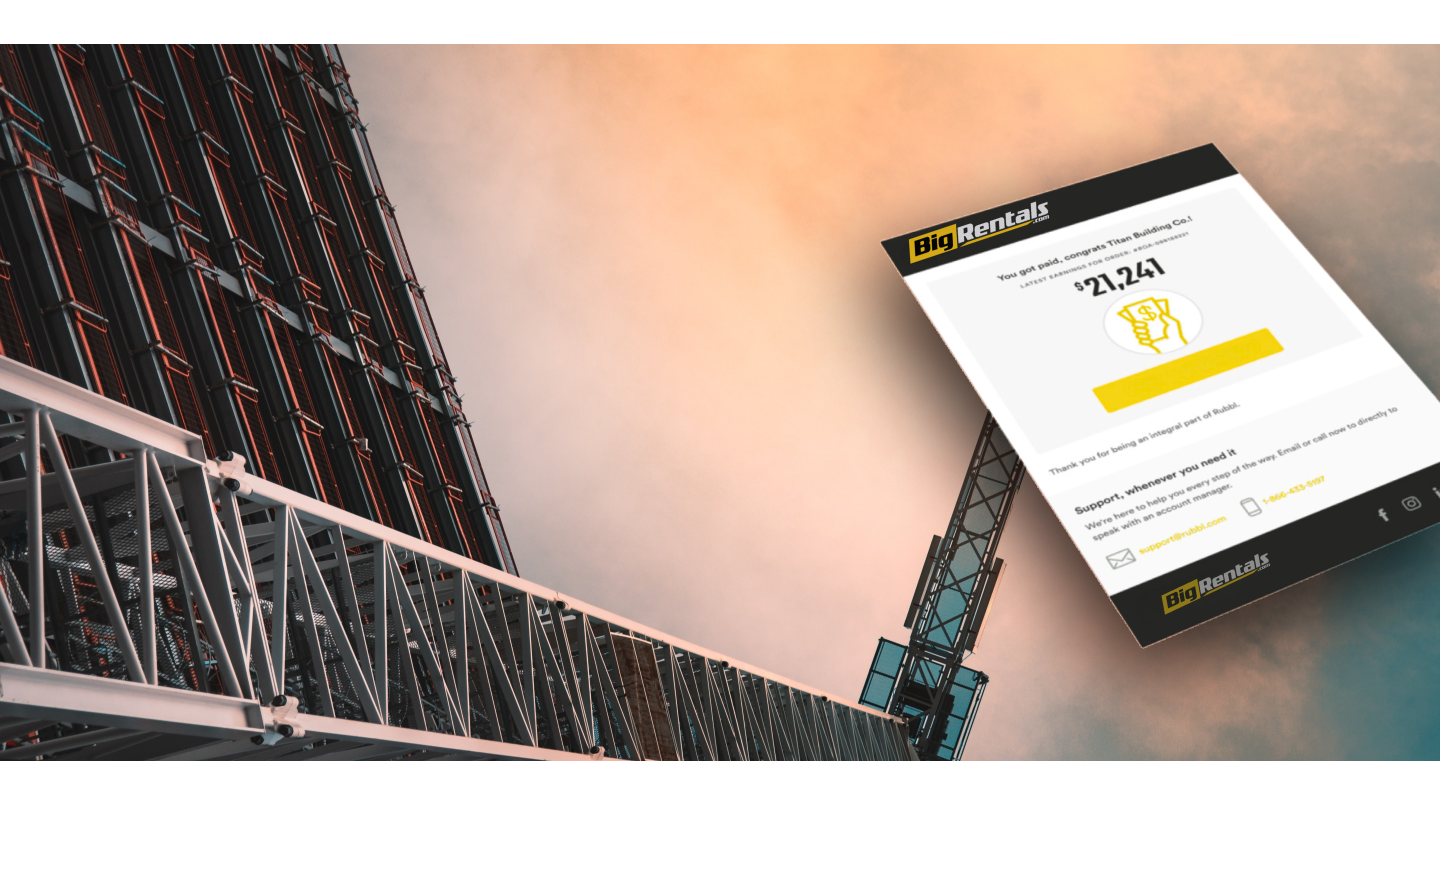 BigRentals
.com
You got paid, congrats Titan Building Co.!
LATEST EARNINGS FOR ORDER:
$21,241
Thank you for being an integral part of Rubbl.
Support, whenever you need it
We're here to help you every step of the way. Email or call now to directly to
speak with an account manager.
support@rubbl.com
1-866-433-5197
BigRentals
.com